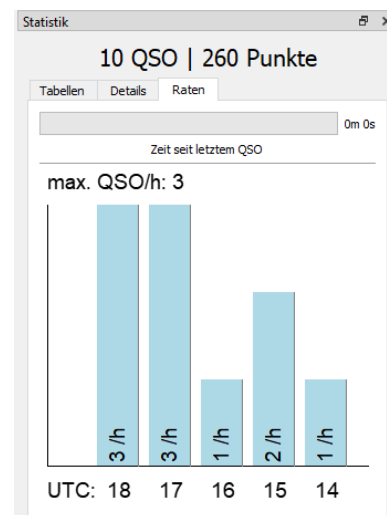 Statistik
10 QSO | 260 Punkte
Tabellen Details Raten
0m 0s
Zeit seit letztem QSO
max. QSO/h: 3
3 /h 3 /h 1 /h 2 /h 1 /h
UTC: 18 17 16 15 14